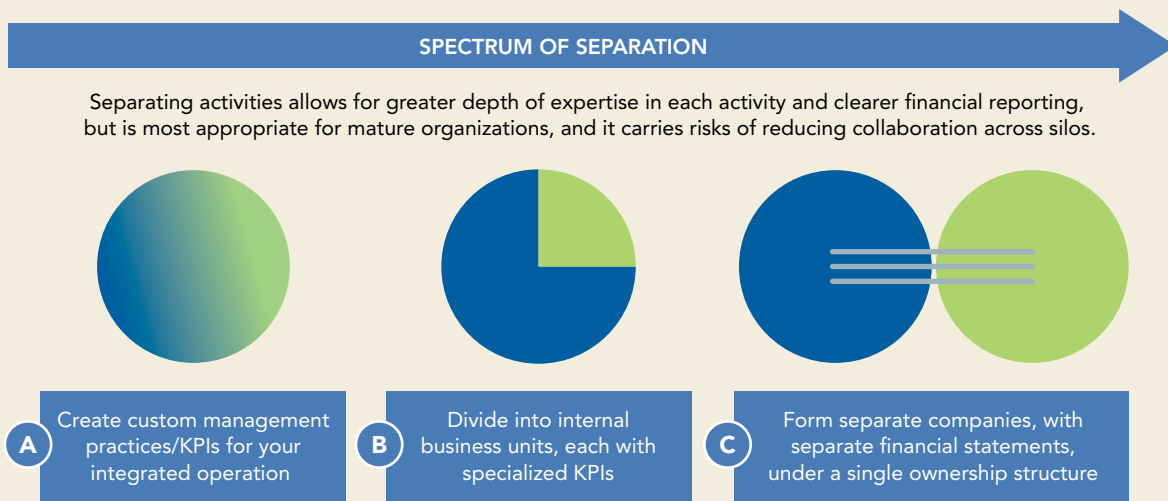 SPECTRUM OF SEPARATION
Separating activities allows for greater depth of expertise in each activity and clearer financial reporting,
but is most appropriate for mature organizations, and it carries risks of reducing collaboration across silos.
A
Create custom management
practices/KPIs for your
integrated operation
B
Divide into internal
business units, each with
specialized KPIs
C
Form separate companies, with
separate financial statements,
under a single ownership structure